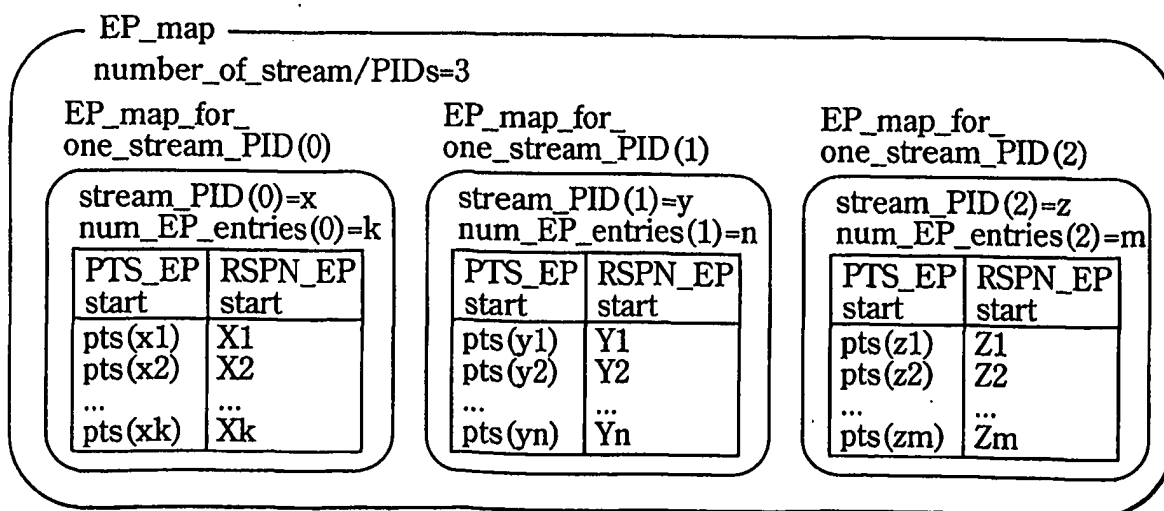 EP_map
number_of_stream/PIDs=3
EP_map_for_
one_stream_PID(0)
stream_PID(0)=x
num_EP_entries(0)=k
PTS_EP RSPN_EP
start start
pts(x1) X1
pts(x2) X2
... ...
pts(xk) Xk
EP_map_for_
one_stream_PID(1)
stream_PID(1)=y
num_EP_entries(1)=n
PTS_EP RSPN_EP
start start
pts(y1) Y1
pts(y2) Y2
... ...
pts(yn) Yn
EP_map_for_
one_stream_PID(2)
stream_PID(2)=z
num_EP_entries(2)=m
PTS_EP RSPN_EP
start start
pts(z1) Z1
pts(z2) Z2
... ...
pts(zm) Zm